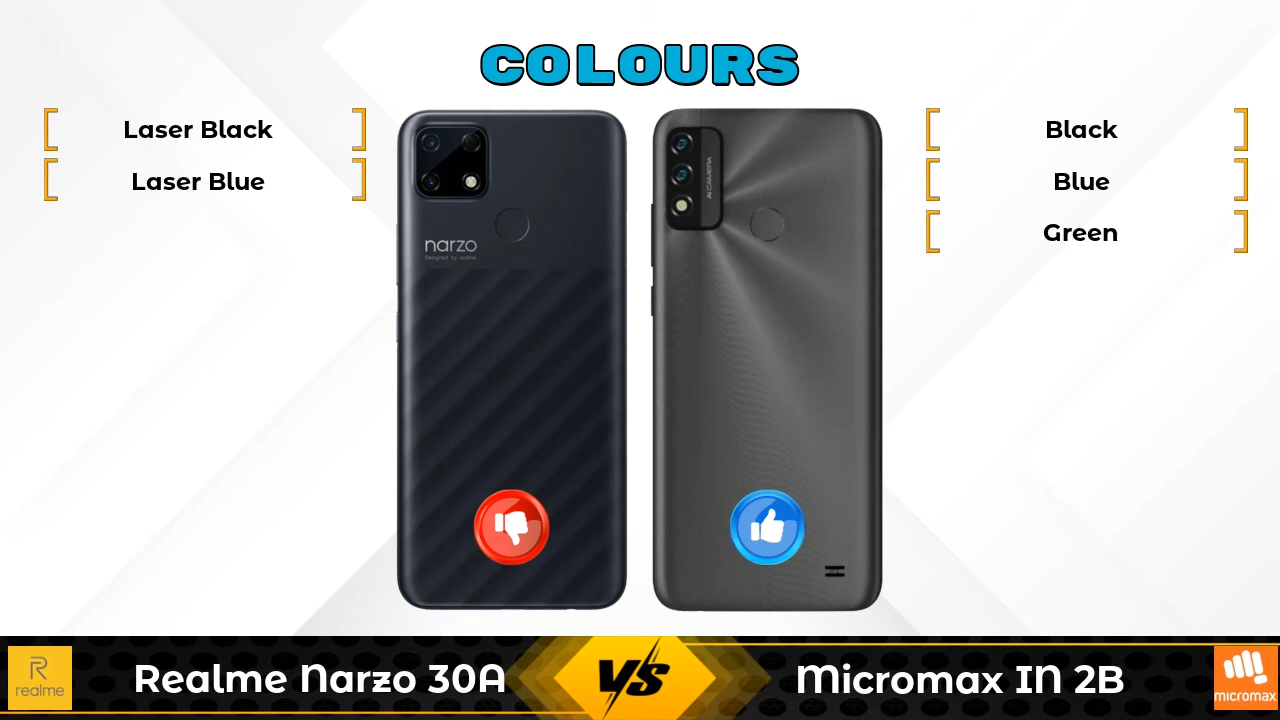 COLOURS
Laser Black
Laser Blue
Black
Blue
Green
narzo
Designed by realme
AI CAMERA
R
realme
Realme Narzo 30A
VS
Micromax IN 2B
micromax